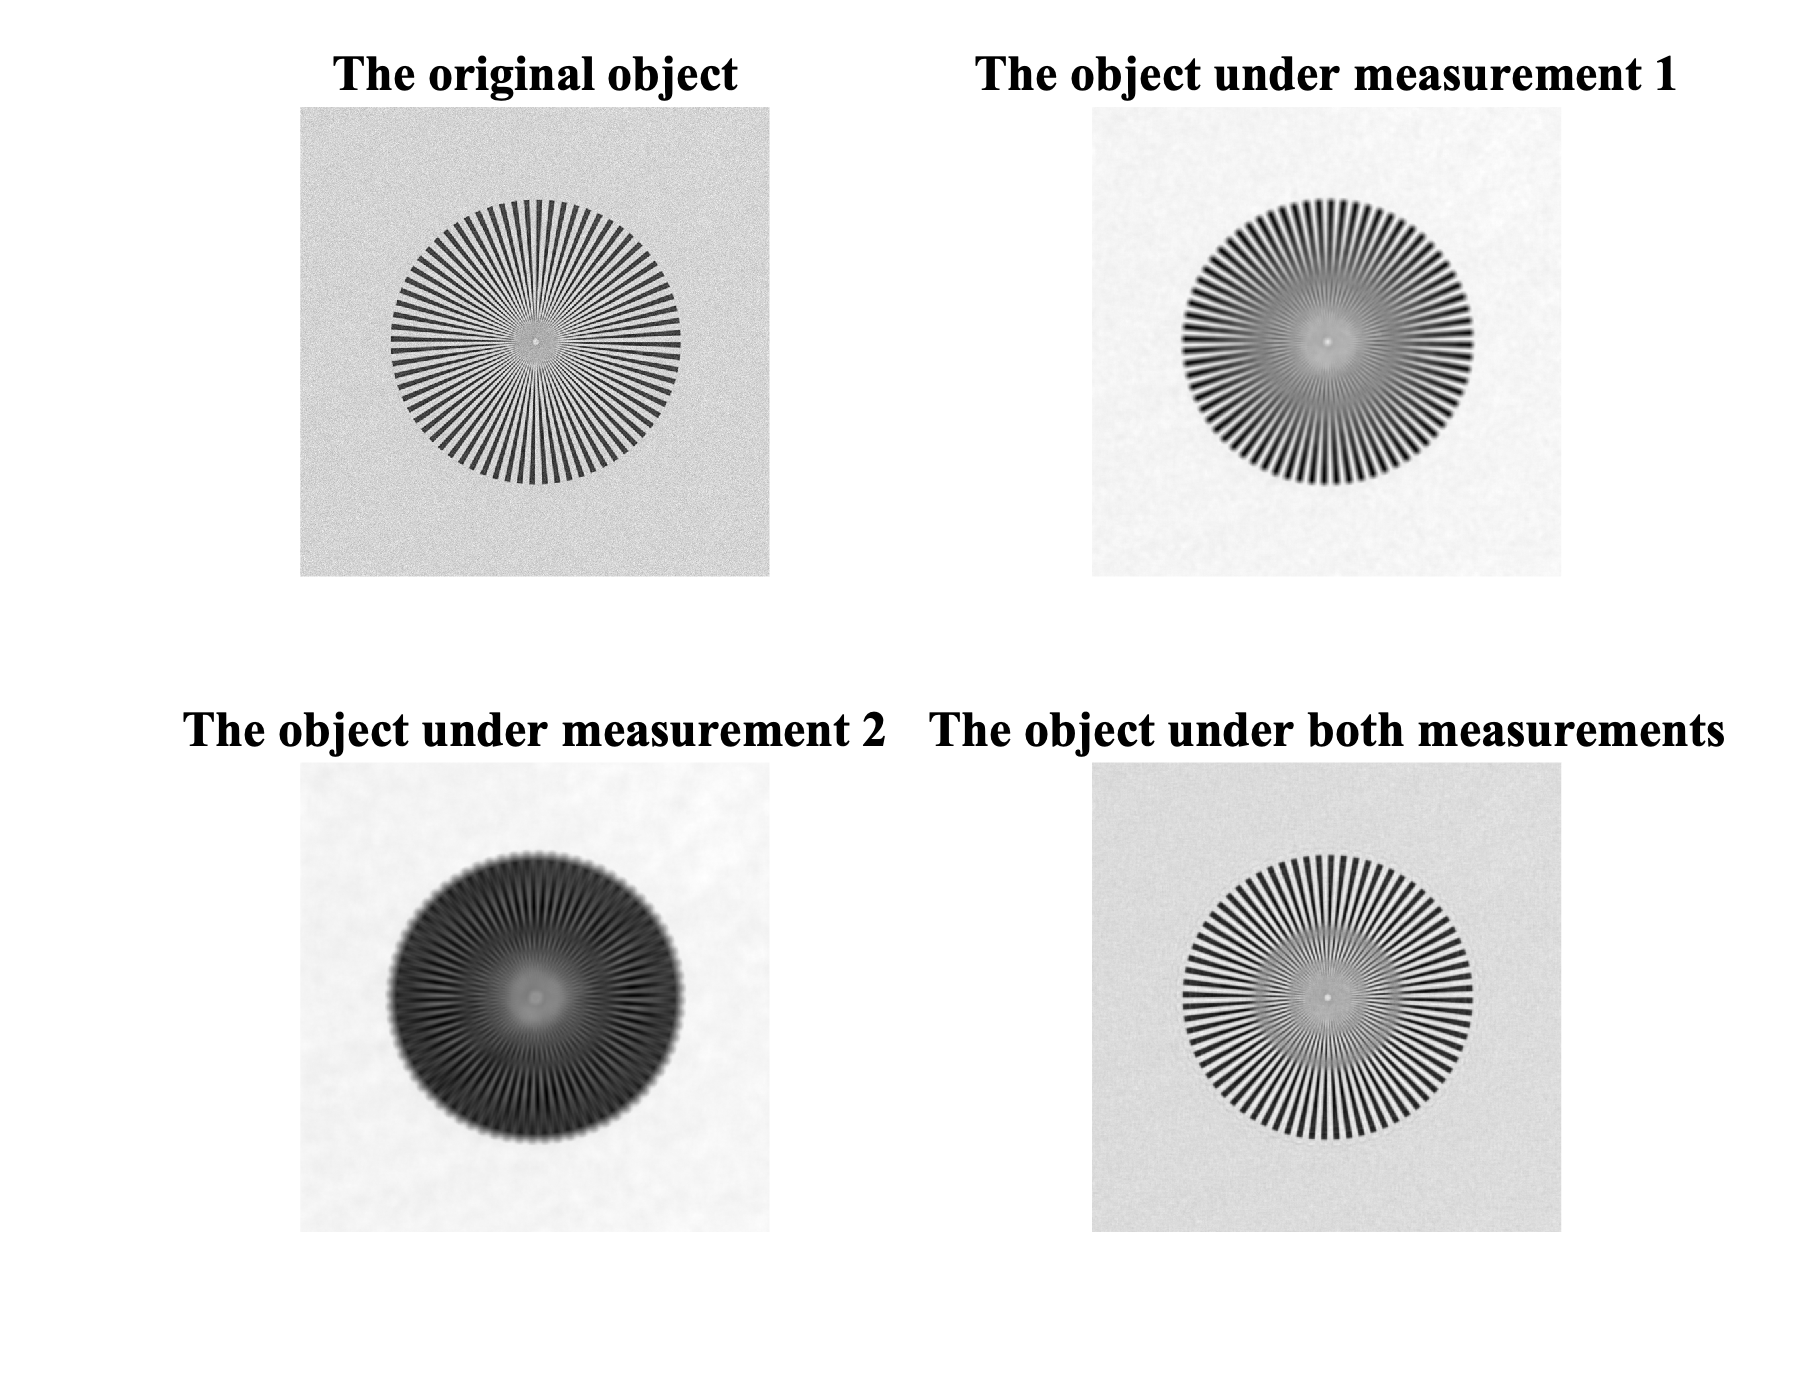 The original object
The object under measurement 1
The object under measurement 2
The object under both measurements